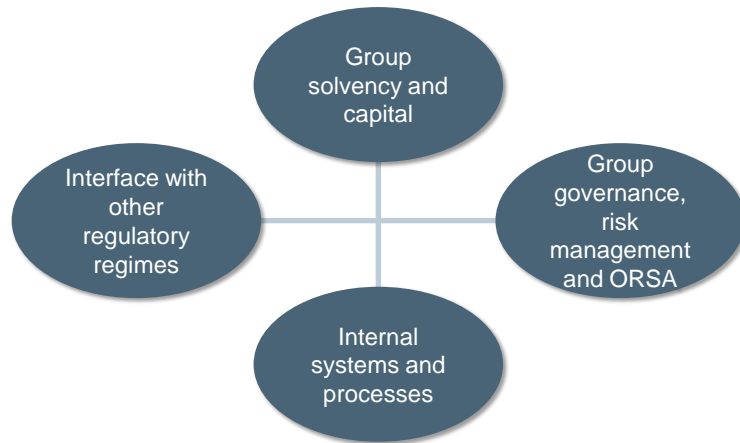 Group
solvency and
capital
Interface with
other
regulatory
regimes
Group
governance,
risk
management
and ORSA
Internal
systems and
processes